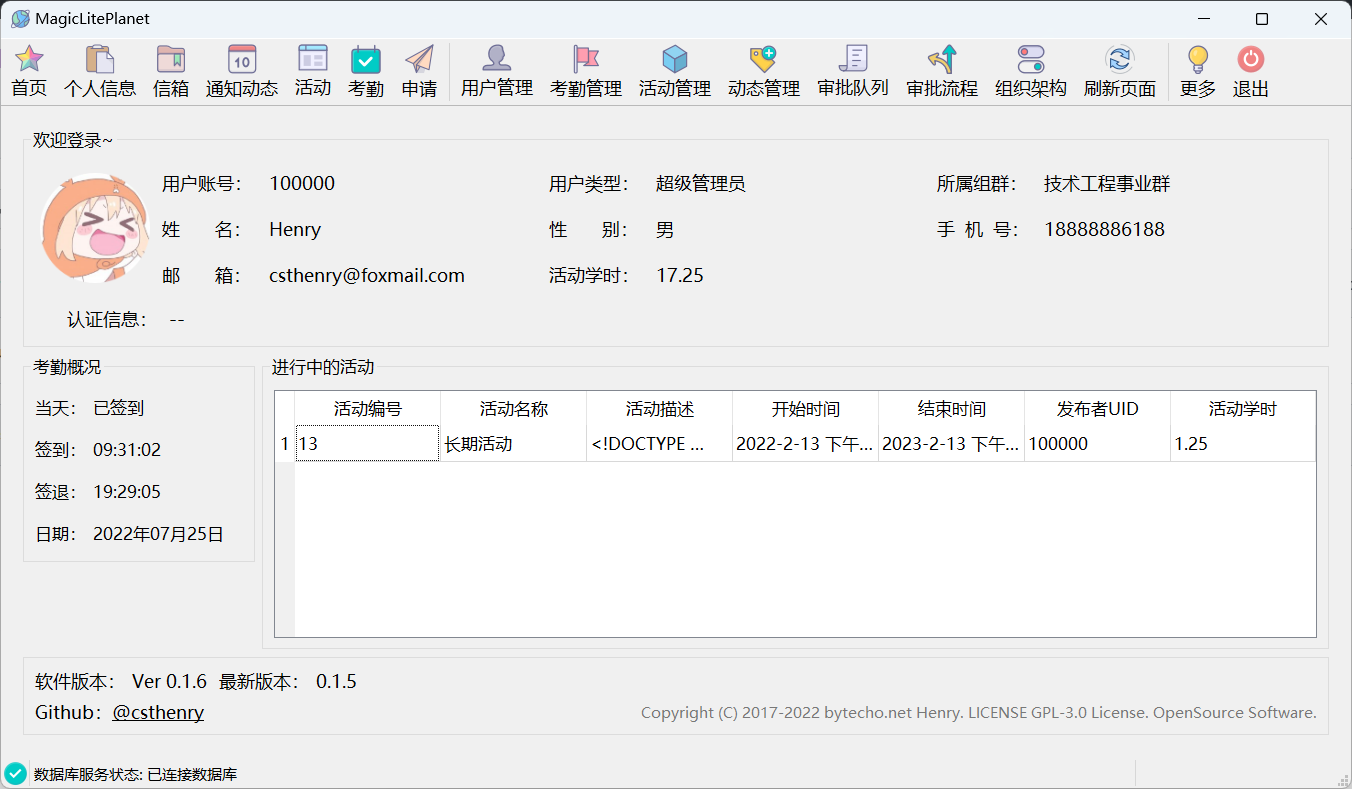 MagicLitePlanet
10
首页 个人信息 信箱 通知动态 活动 考勤 申请 用户管理 考勤管理 活动管理 动态管理 审批队列 审批流程 组织架构 刷新页面 更多 退出
欢迎登录~
用户账号： 100000 用户类型： 超级管理员 所属组群： 技术工程事业群
姓 名： Henry 性 别： 男 手 机 号： 18888886188
邮 箱： csthenry@foxmail.com 活动学时： 17.25
认证信息： --
考勤概况
当天： 已签到
签到： 09:31:02
签退： 19:29:05
日期： 2022年07月25日
进行中的活动
活动编号 活动名称 活动描述 开始时间 结束时间 发布者UID 活动学时
1 13 长期活动 <!DOCTYPE ... 2022-2-13 下午... 2023-2-13 下午... 100000 1.25
软件版本： Ver 0.1.6 最新版本： 0.1.5
Github：@csthenry
Copyright (C) 2017-2022 bytecho.net Henry. LICENSE GPL-3.0 License. OpenSource Software.
数据库服务状态: 已连接数据库